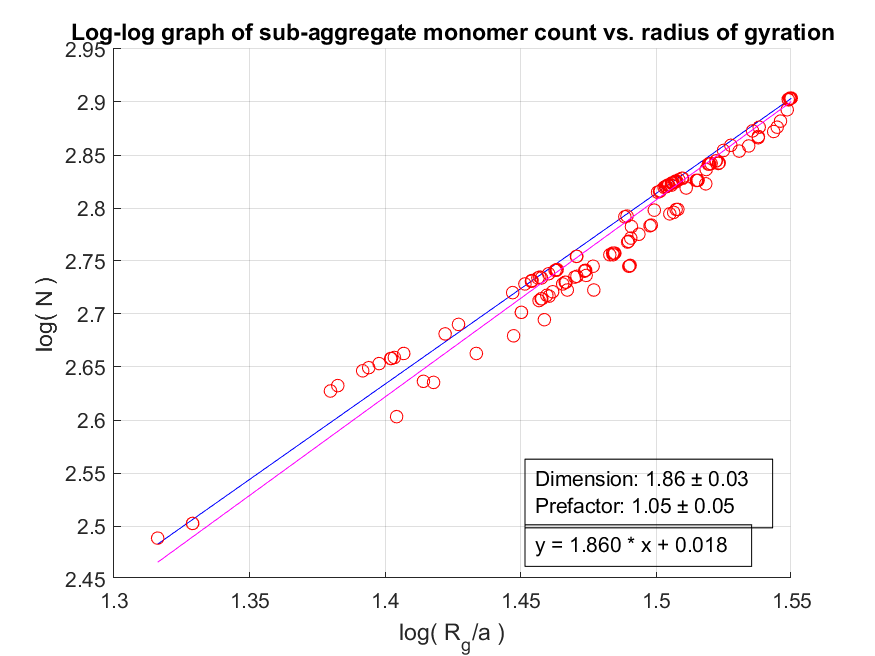 Log-log graph of sub-aggregate monomer count vs. radius of gyration
2.95
2.9
2.85
2.8
2.75
2.7
2.65
2.6
2.55
2.5
2.45
log( N )
Dimension: 1.86 ± 0.03
Prefactor: 1.05 ± 0.05
y = 1.860 * x + 0.018
1.3 1.35 1.4 1.45 1.5 1.55
log( R_g/a )